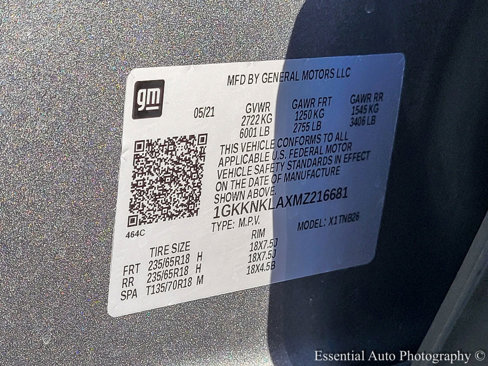 MFD BY GENERAL MOTORS LLC
gm
05/21 GVWR GAWR FRT GAWR RR
2722 KG 1250 KG 1545 KG
6001 LB 2755 LB 3406 LB
THIS VEHICLE CONFORMS TO ALL
APPLICABLE U.S. FEDERAL MOTOR
VEHICLE SAFETY STANDARDS IN EFFECT
ON THE DATE OF MANUFACTURE
SHOWN ABOVE.
1GKKNKLAXMZ216681
464C
TYPE: M.P.V. MODEL: X1TNB26
TIRE SIZE RIM
FRT 235/65R18 H 18X7.5J
RR 235/65R18 H 18X7.5J
SPA T135/70R18 M 18X4.5B
Essential Auto Photography ©